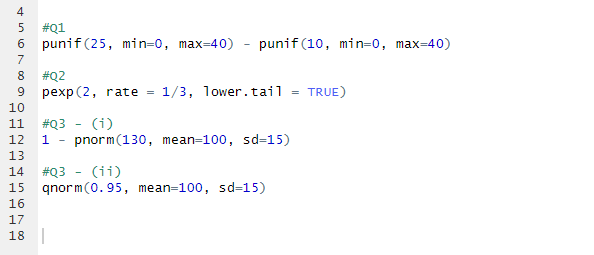 4
5 #Q1
6 punif(25, min=0, max=40) - punif(10, min=0, max=40)
7
8 #Q2
9 pexp(2, rate = 1/3, lower.tail = TRUE)
10
11 #Q3 - (i)
12 1 - pnorm(130, mean=100, sd=15)
13
14 #Q3 - (ii)
15 qnorm(0.95, mean=100, sd=15)
16
17
18